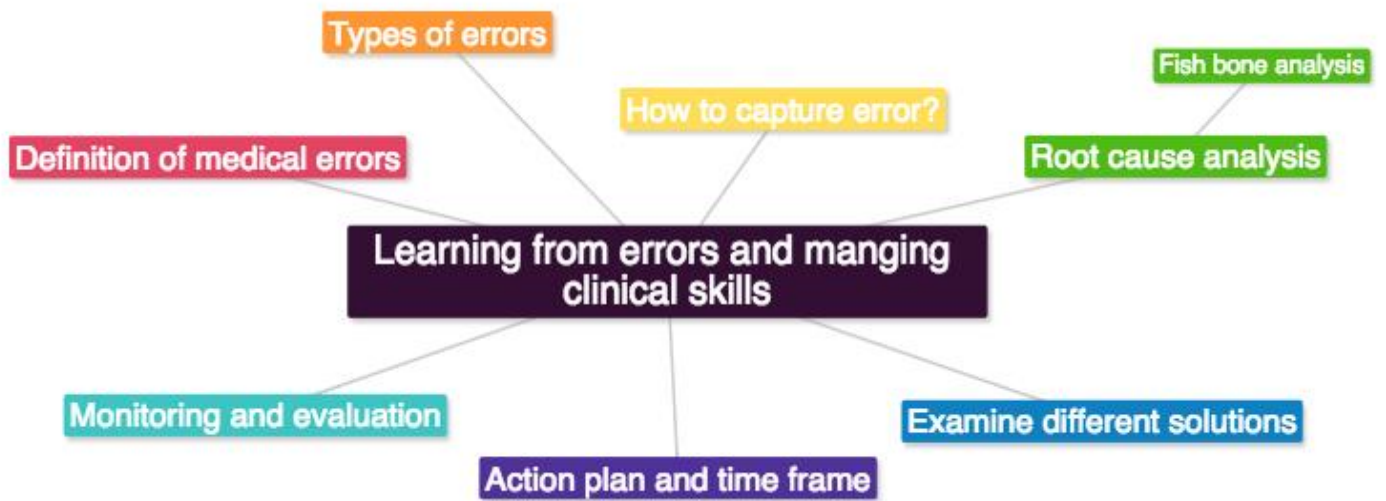 Types of errors
Fish bone analysis
How to capture error?
Definition of medical errors
Root cause analysis
Learning from errors and manging
clinical skills
Monitoring and evaluation
Examine different solutions
Action plan and time frame